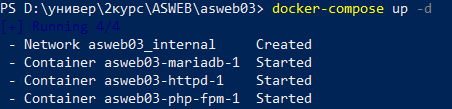 PS D:\универ\2курс\ASWEB\asweb03> docker-compose up -d
[+] Running 4/4
- Network asweb03_internal Created
- Container asweb03-mariadb-1 Started
- Container asweb03-httpd-1 Started
- Container asweb03-php-fpm-1 Started